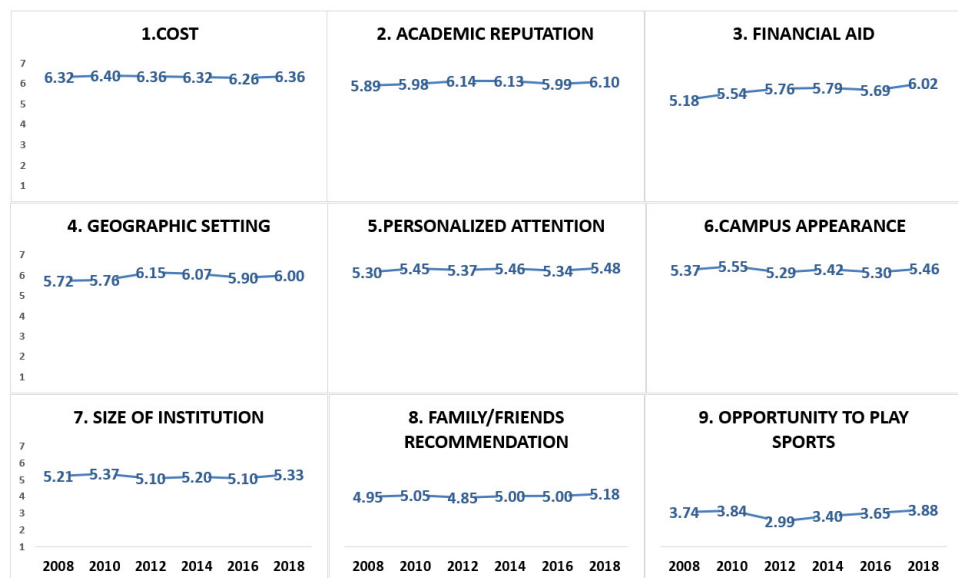 1.COST
7
6
5
4
3
2
1
6.32 6.40 6.36 6.32 6.26 6.36
2. ACADEMIC REPUTATION
5.89 5.98 6.14 6.13 5.99 6.10
3. FINANCIAL AID
5.18 5.54 5.76 5.79 5.69 6.02
4. GEOGRAPHIC SETTING
7
6
5
4
3
2
1
5.72 5.76 6.15 6.07 5.90 6.00
5.PERSONALIZED ATTENTION
5.30 5.45 5.37 5.46 5.34 5.48
6.CAMPUS APPEARANCE
5.37 5.55 5.29 5.42 5.30 5.46
7. SIZE OF INSTITUTION
7
6
5
4
3
2
1
5.21 5.37 5.10 5.20 5.10 5.33
2008 2010 2012 2014 2016 2018
8. FAMILY/FRIENDS
RECOMMENDATION
4.95 5.05 4.85 5.00 5.00 5.18
2008 2010 2012 2014 2016 2018
9. OPPORTUNITY TO PLAY
SPORTS
3.74 3.84 2.99 3.40 3.65 3.88
2008 2010 2012 2014 2016 2018